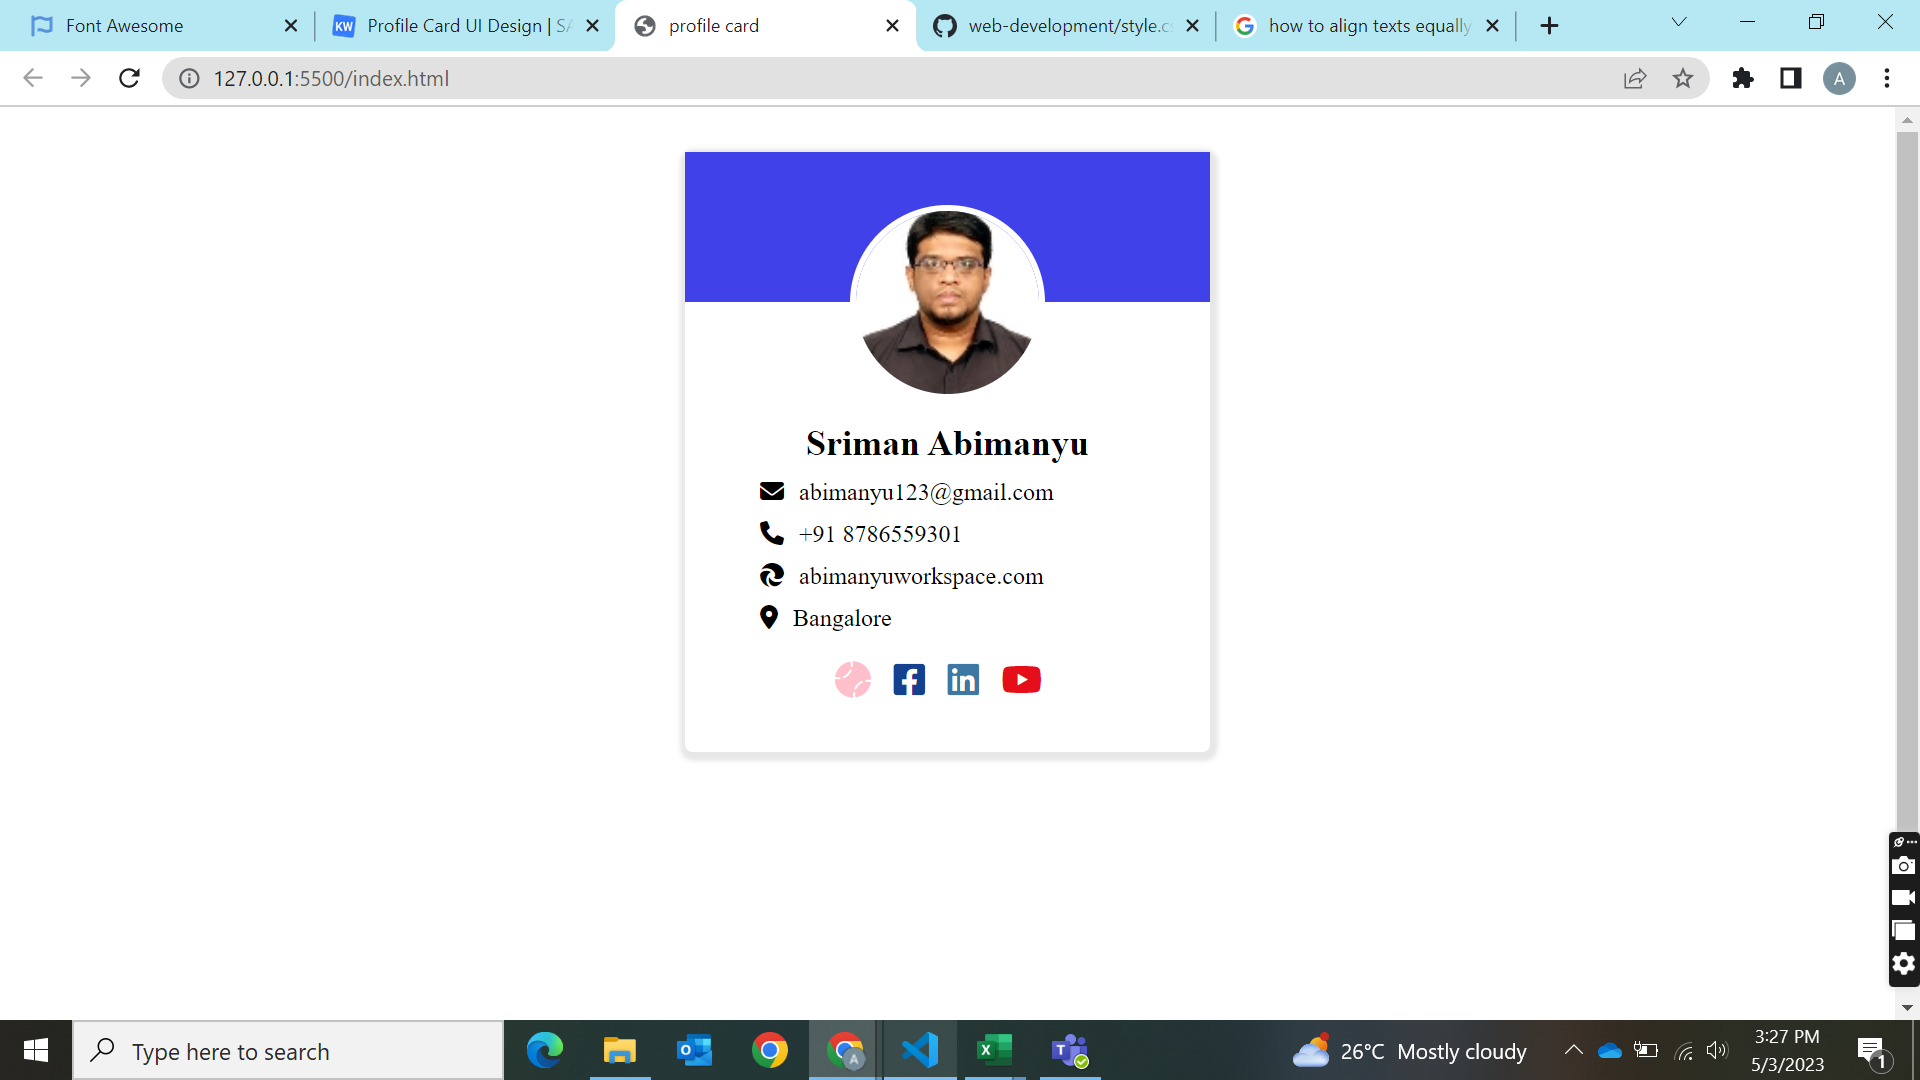 Font Awesome
Profile Card UI Design | SA
profile card
web-development/style.cs
how to align texts equally
127.0.0.1:5500/index.html
A
Sriman Abimanyu
abimanyu123@gmail.com
+91 8786559301
abimanyuworkspace.com
Bangalore
Type here to search
26°C Mostly cloudy
3:27 PM
5/3/2023
1